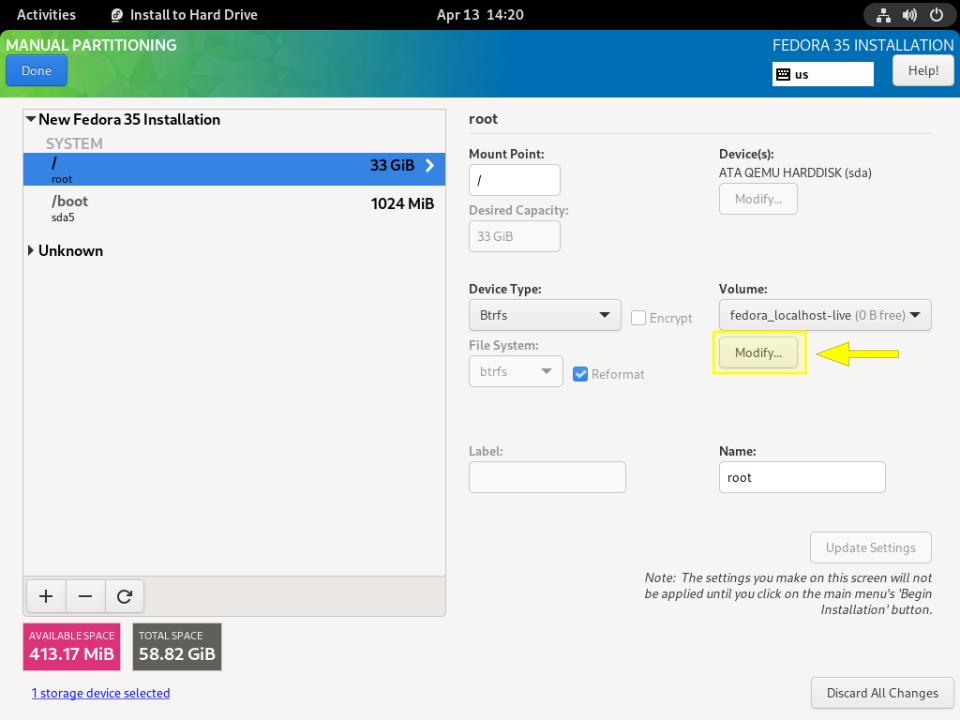 Activities
Install to Hard Drive
Apr 13 14:20
MANUAL PARTITIONING
FEDORA 35 INSTALLATION
Done
us
Help!
New Fedora 35 Installation
SYSTEM
/
33 GiB
root
/boot
1024 MiB
sda5
Unknown
AVAILABLE SPACE
413.17 MiB
TOTAL SPACE
58.82 GiB
1 storage device selected
root
Mount Point:
/
Device(s):
ATA QEMU HARDDISK (sda)
Modify...
Desired Capacity:
33 GiB
Device Type:
Btrfs
Encrypt
Volume:
fedora_localhost-live (0 B free)
Modify...
File System:
btrfs
Reformat
Label:
Name:
root
Update Settings
Note: The settings you make on this screen will not
be applied until you click on the main menu's 'Begin
Installation' button.
Discard All Changes